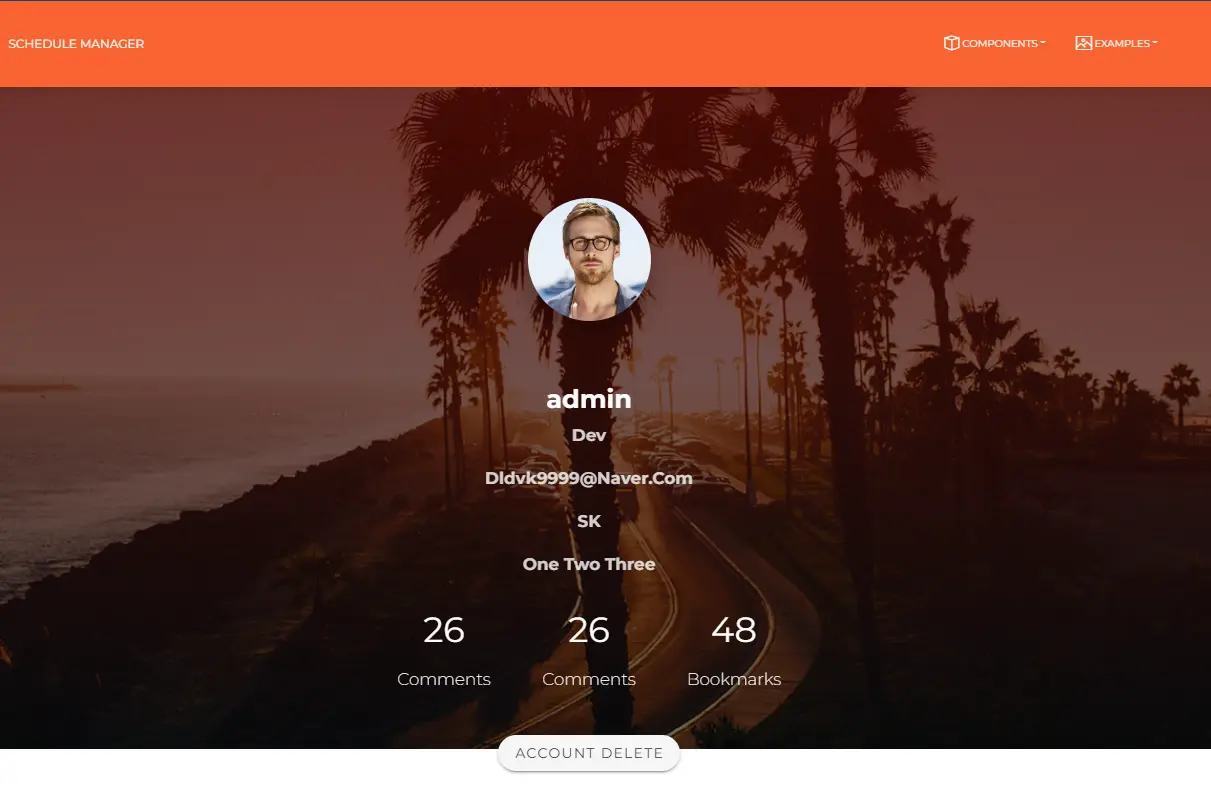 SCHEDULE MANAGER
COMPONENTS
EXAMPLES
admin
Dev
Dldvk9999@Naver.Com
SK
One Two Three
26 26 48
Comments Comments Bookmarks
ACCOUNT DELETE